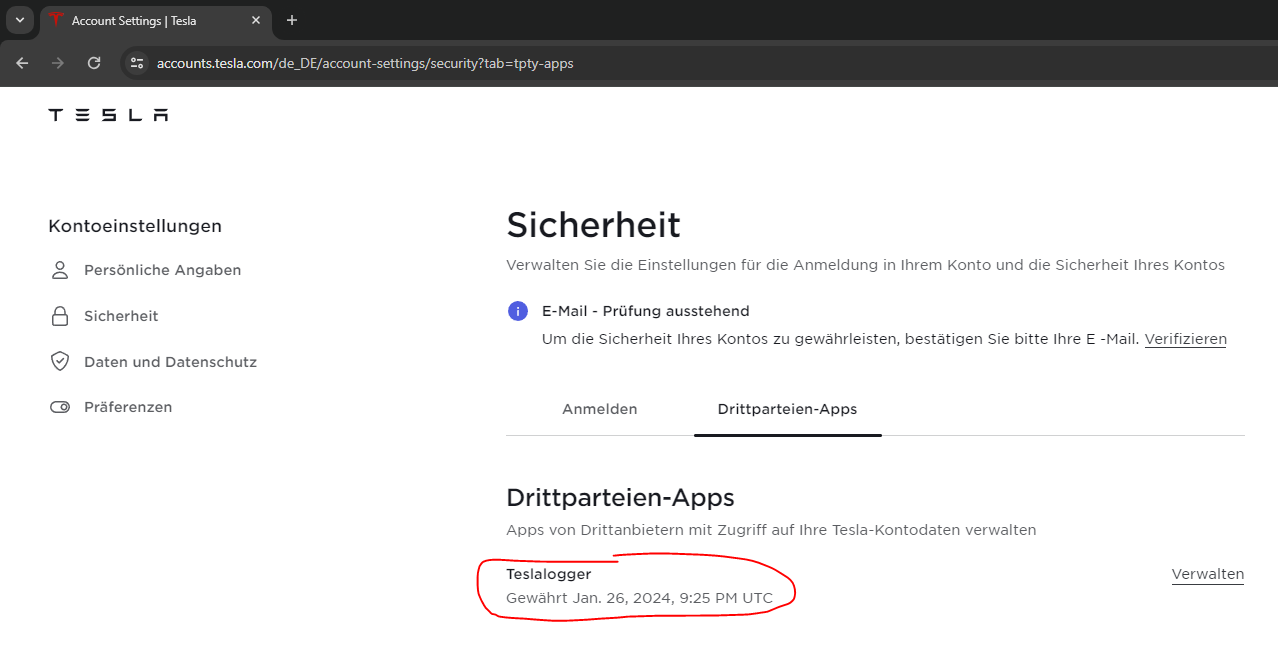 Account Settings | Tesla
accounts.tesla.com/de_DE/account-settings/security?tab=tpty-apps
TESLA
Kontoeinstellungen
Persönliche Angaben
Sicherheit
Daten und Datenschutz
Präferenzen
Sicherheit
Verwalten Sie die Einstellungen für die Anmeldung in Ihrem Konto und die Sicherheit Ihres Kontos
E-Mail - Prüfung ausstehend
Um die Sicherheit Ihres Kontos zu gewährleisten, bestätigen Sie bitte Ihre E -Mail. Verifizieren
Anmelden Drittparteien-Apps
Drittparteien-Apps
Apps von Drittanbietern mit Zugriff auf Ihre Tesla-Kontodaten verwalten
Teslalogger Verwalten
Gewährt Jan. 26, 2024, 9:25 PM UTC